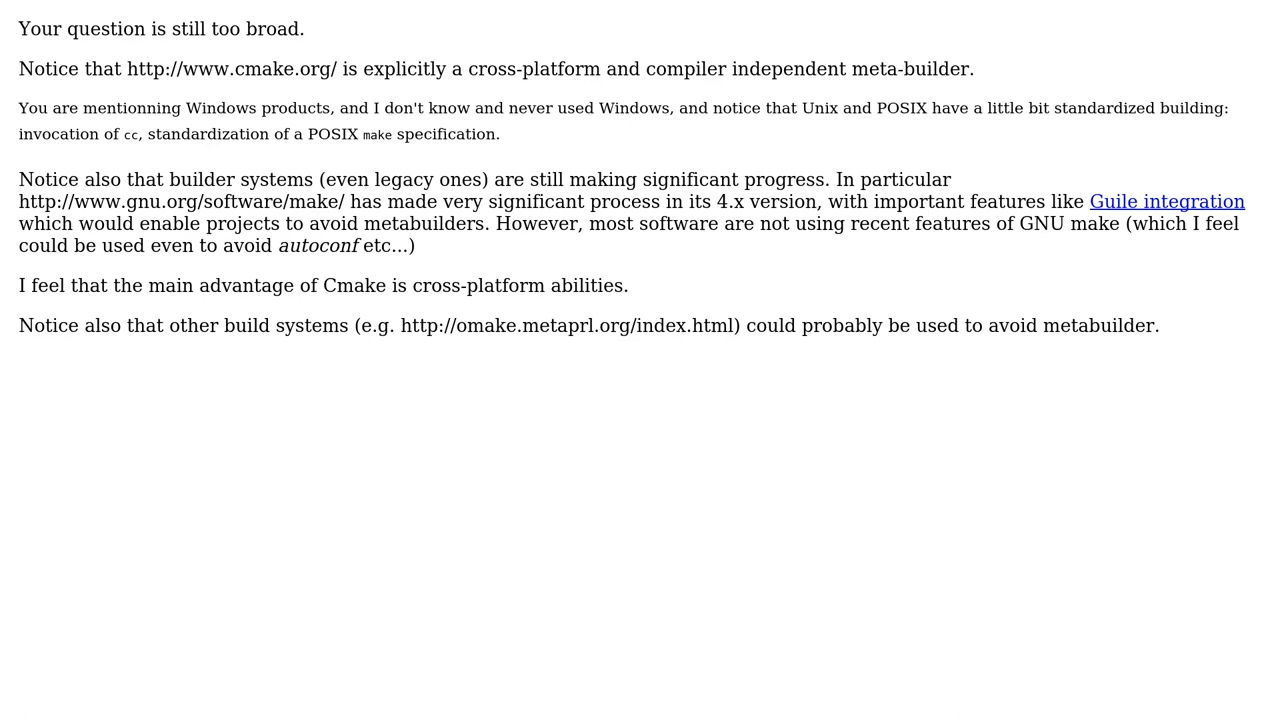 Your question is still too broad.
Notice that http://www.cmake.org/ is explicitly a cross-platform and compiler independent meta-builder.
You are mentionning Windows products, and I don't know and never used Windows, and notice that Unix and POSIX have a little bit standardized building:
invocation of cc, standardization of a POSIX make specification.
Notice also that builder systems (even legacy ones) are still making significant progress. In particular
http://www.gnu.org/software/make/ has made very significant process in its 4.x version, with important features like Guile integration
which would enable projects to avoid metabuilders. However, most software are not using recent features of GNU make (which I feel
could be used even to avoid autoconf etc...)
I feel that the main advantage of Cmake is cross-platform abilities.
Notice also that other build systems (e.g. http://omake.metaprl.org/index.html) could probably be used to avoid metabuilder.